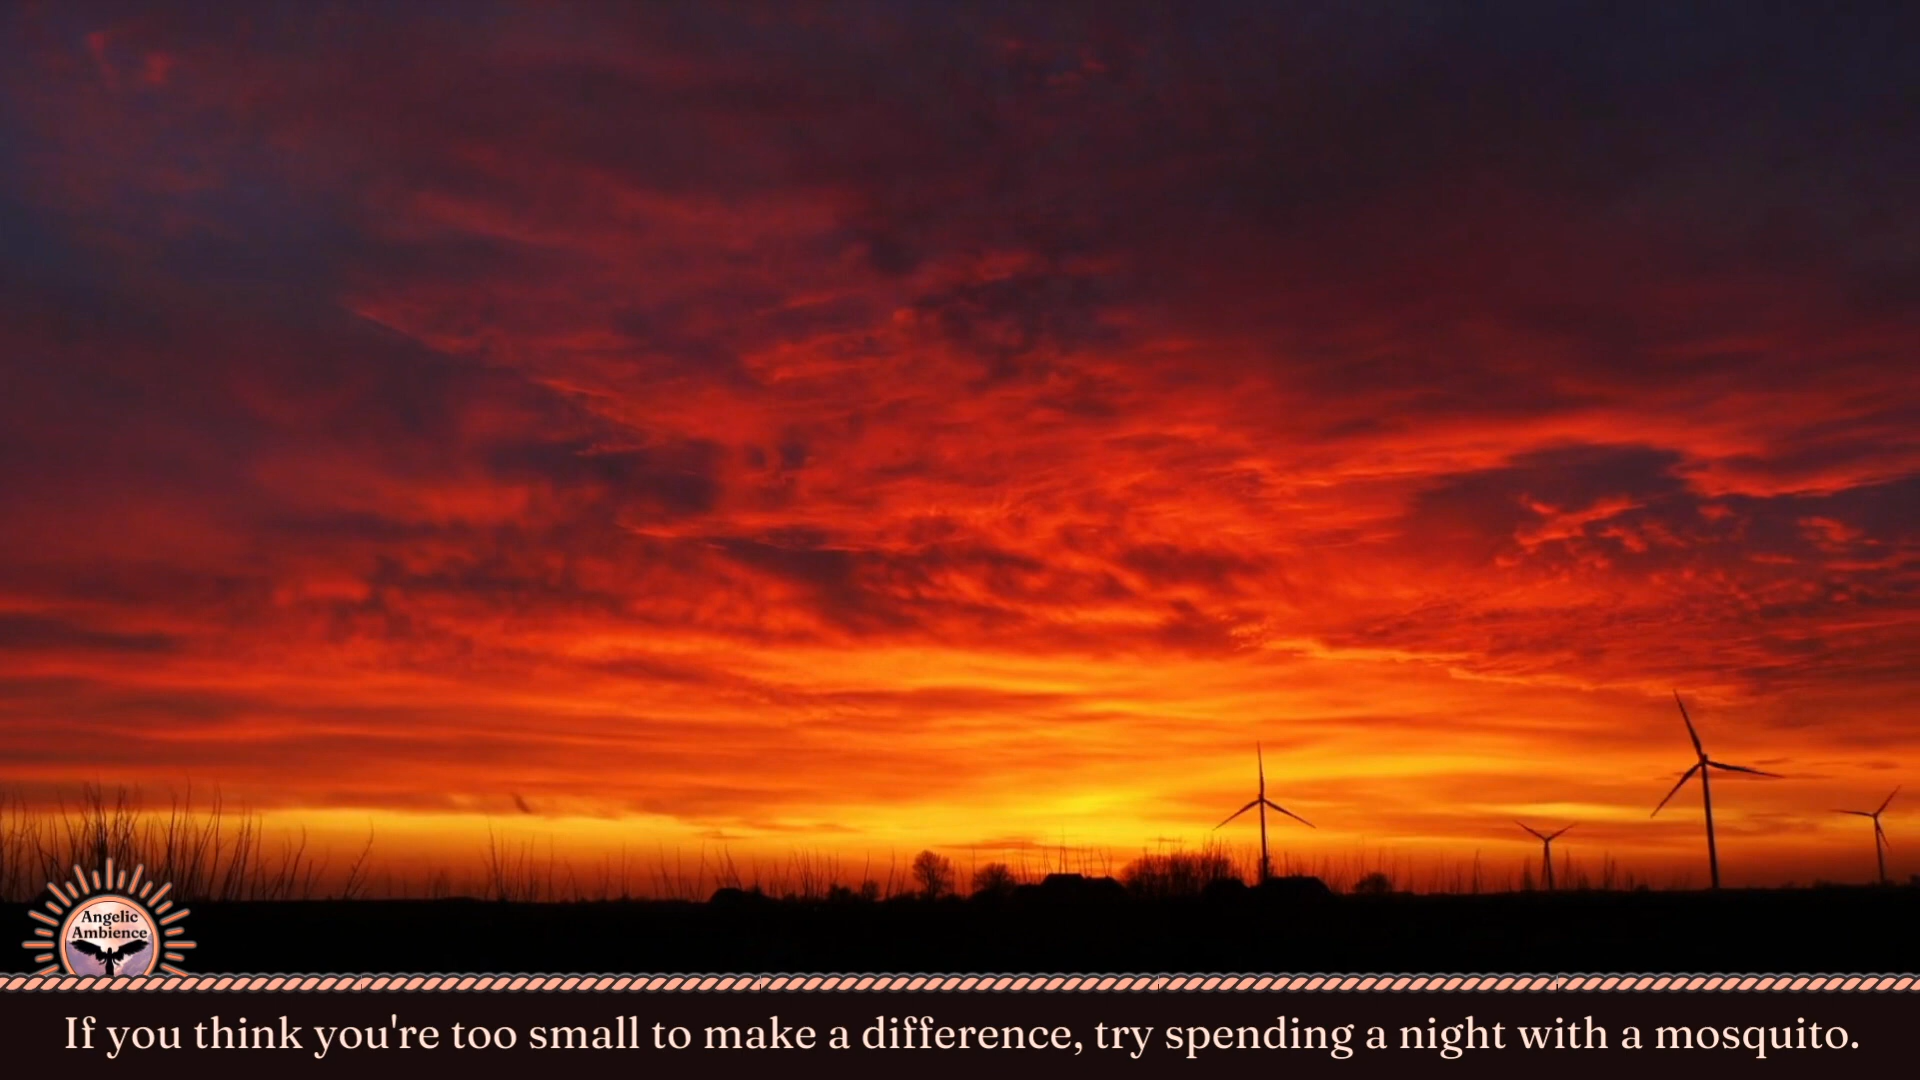 Angelic
Ambience
If you think you're too small to make a difference, try spending a night with a mosquito.